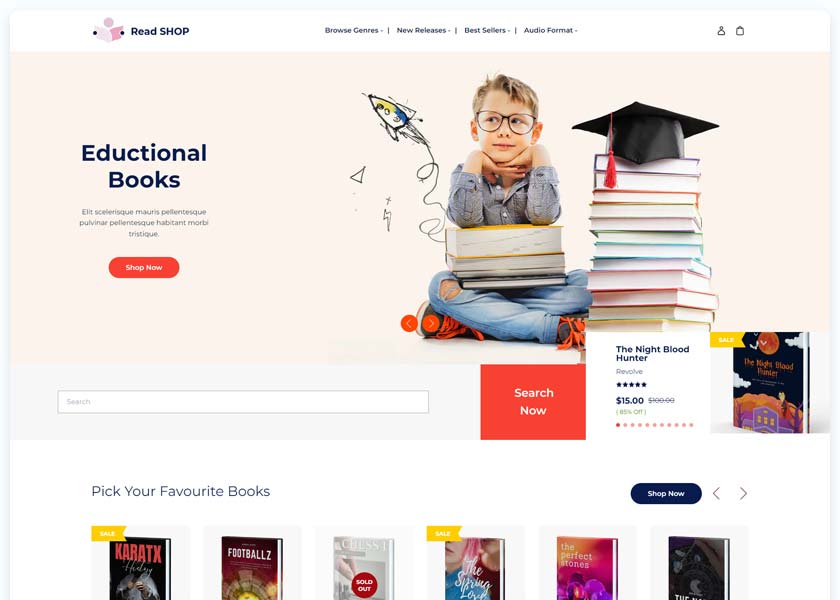 Read SHOP
Browse Genres - | New Releases - | Best Sellers - | Audio Format -
Eductional
Books
Elit scelerisque mauris pellentesque
pulvinar pellentesque habitant morbi
tristique.
Shop Now
Search
Search
Now
The Night Blood
Hunter
Revolve
$15.00 $100.00
( 85% Off )
SALE
The Night Blood
Hunter
Pick Your Favourite Books
Shop Now
SALE
KARATX
Healing
FOOTBALLZ
CHESS 1
SOLD
OUT
SALE
The
Spring
Love
the
perfect
stones